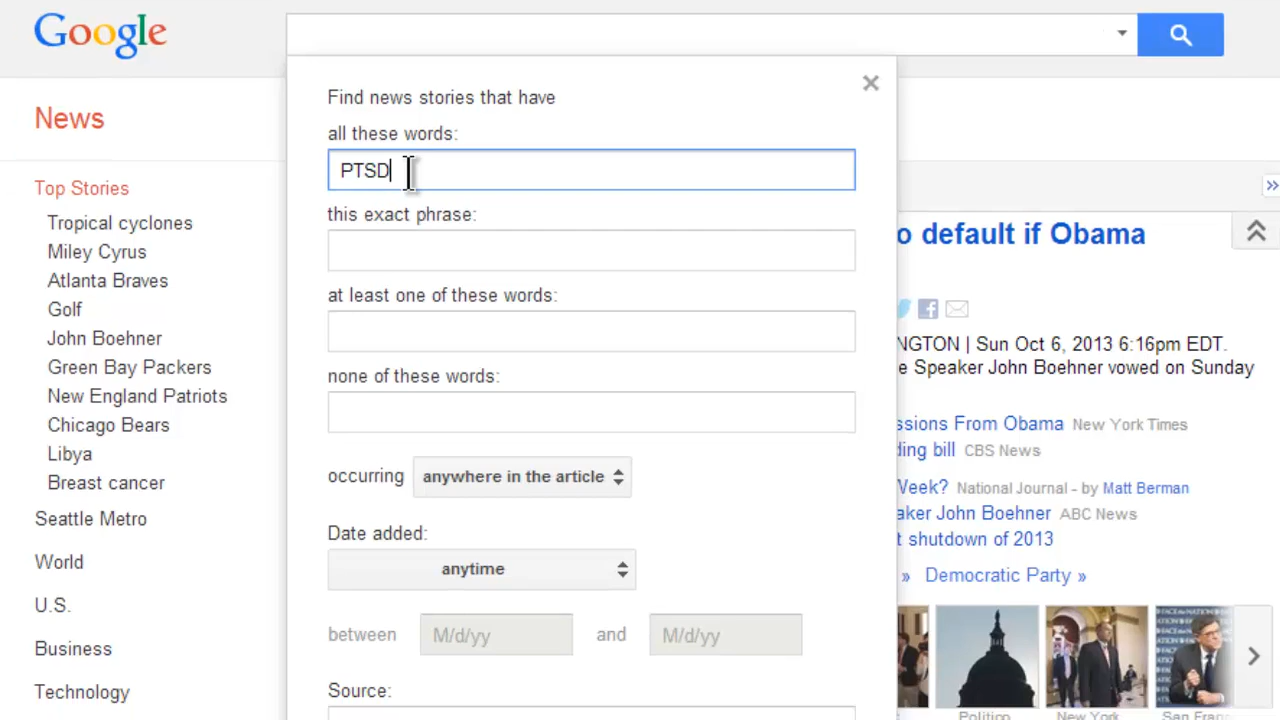 Google
News
Top Stories
Tropical cyclones
Miley Cyrus
Atlanta Braves
Golf
John Boehner
Green Bay Packers
New England Patriots
Chicago Bears
Libya
Breast cancer
Seattle Metro
World
U.S.
Business
Technology
Find news stories that have
all these words:
PTSD
this exact phrase:
at least one of these words:
none of these words:
occurring anywhere in the article
Date added:
anytime
between M/d/yy and M/d/yy
Source:
o default if Obama
NGTON | Sun Oct 6, 2013 6:16pm EDT.
e Speaker John Boehner vowed on Sunday
ssions From Obama New York Times
ding bill CBS News
Week? National Journal - by Matt Berman
aker John Boehner ABC News
t shutdown of 2013
» Democratic Party »
Politico New York San Franc